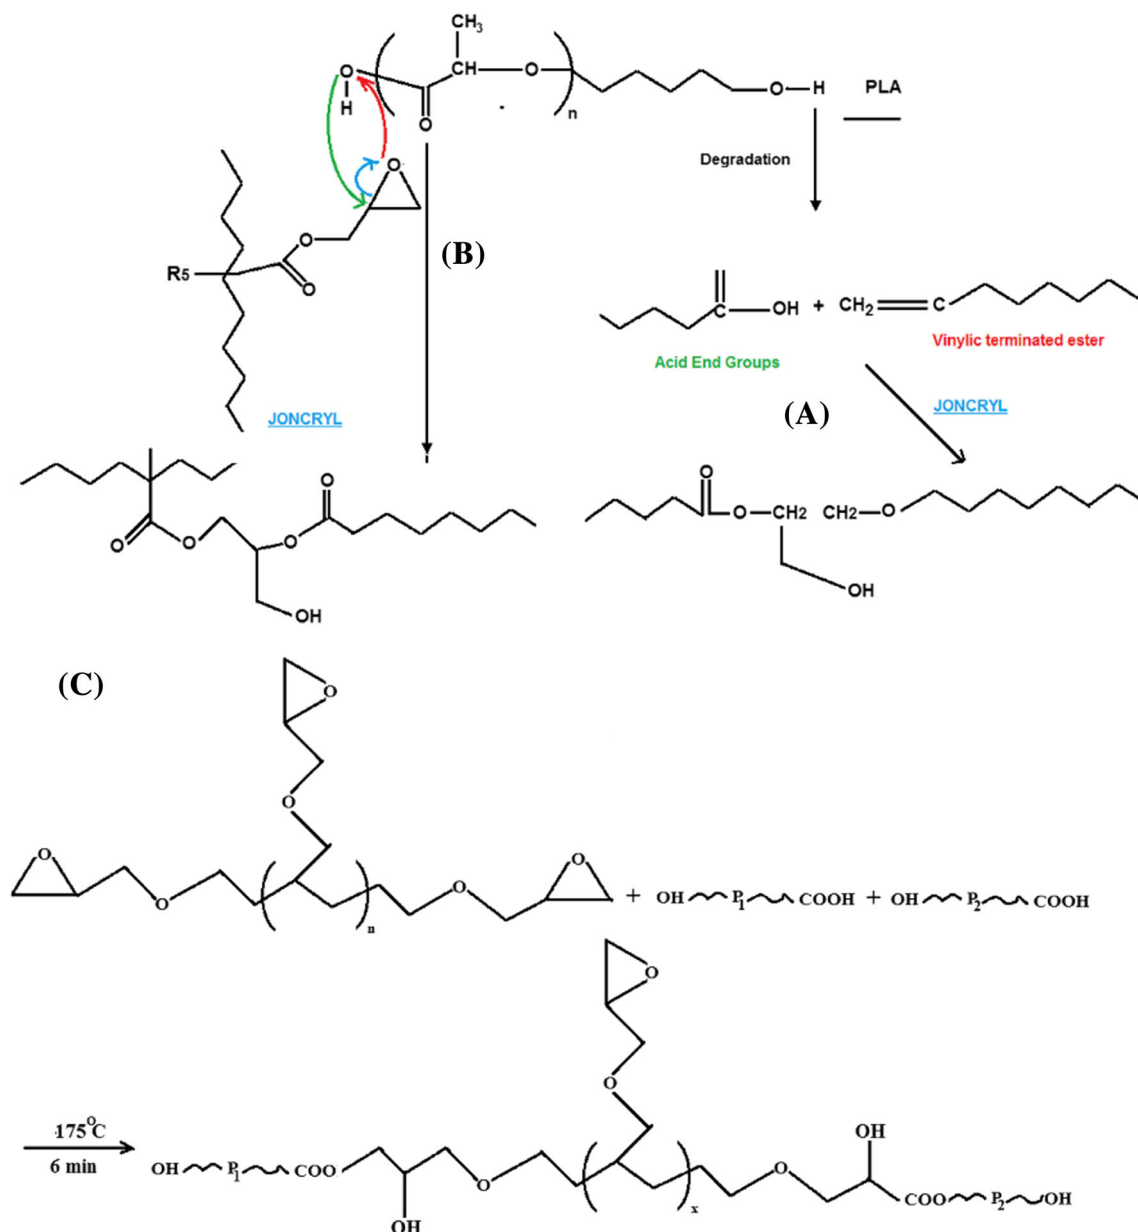 CH₃
O
H
CH
O
O
n
O—H
PLA
Degradation
O
O
O
R5
(B)
C
OH
+
CH₂
C
Acid End Groups
Vinylic terminated ester
(A)
JONCRYL
JONCRYL
O
O
O
O
O
OH
O
O
CH2
CH2
O
OH
(C)
O
O
O
O
n
O
O
+
OH
P₁
COOH
+
OH
P₂
COOH
O
O
175°C
6 min
OH
P₁
COO
OH
O
x
O
OH
COO
P₂
OH